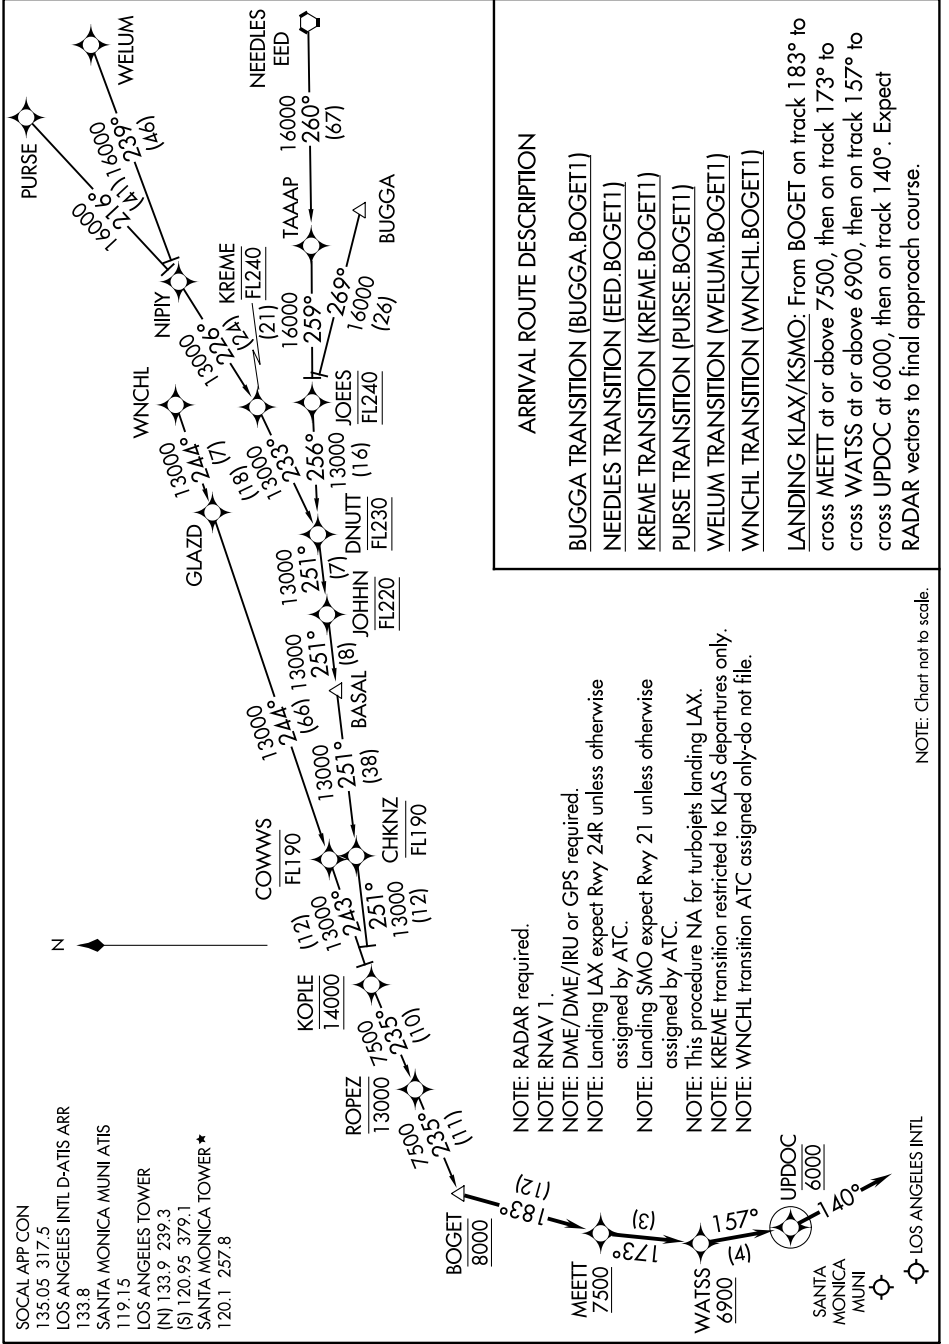 SOCAL APP CON
135.05 317.5
LOS ANGELES INTL D-ATIS ARR
133.8
SANTA MONICA MUNI ATIS
119.15
LOS ANGELES TOWER
(N) 133.9 239.3
(S) 120.95 379.1
SANTA MONICA TOWER★
120.1 257.8
N
PURSE
16000
216°
(41)
WELUM
16000
239°
(46)
NIPIY
13000
226°
(24)
KREME
FL240
(21)
NEEDLES
EED
16000
260°
(67)
TAAAP
16000
259°
BUGGA
269°
16000
(26)
JOEES
FL240
256°
13000
(16)
WNCHL
13000
244°
(7)
GLAZD
(18)
13000
233°
DNUTT
FL230
13000
251°
(7)
JOHHN
FL220
13000
251°
(8)
BASAL
13000
244°
(66)
13000
251°
(38)
COWWS
FL190
CHKNZ
FL190
(12)
13000
243°
251°
13000
(12)
KOPLE
14000
7500
235°
(10)
ROPEZ
13000
7500
235°
(11)
BOGET
8000
183°
(12)
MEETT
7500
173°
(3)
WATSS
6900
157°
(4)
UPDOC
6000
140°
SANTA
MONICA
MUNI
LOS ANGELES INTL
NOTE: RADAR required.
NOTE: RNAV 1.
NOTE: DME/DME/IRU or GPS required.
NOTE: Landing LAX expect Rwy 24R unless otherwise
assigned by ATC.
NOTE: Landing SMO expect Rwy 21 unless otherwise
assigned by ATC.
NOTE: This procedure NA for turbojets landing LAX.
NOTE: KREME transition restricted to KLAS departures only.
NOTE: WNCHL transition ATC assigned only-do not file.
NOTE: Chart not to scale.
ARRIVAL ROUTE DESCRIPTION
BUGGA TRANSITION (BUGGA.BOGET1)
NEEDLES TRANSITION (EED.BOGET1)
KREME TRANSITION (KREME.BOGET1)
PURSE TRANSITION (PURSE.BOGET1)
WELUM TRANSITION (WELUM.BOGET1)
WNCHL TRANSITION (WNCHL.BOGET1)
LANDING KLAX/KSMO: From BOGET on track 183° to
cross MEETT at or above 7500, then on track 173° to
cross WATSS at or above 6900, then on track 157° to
cross UPDOC at 6000, then on track 140°. Expect
RADAR vectors to final approach course.